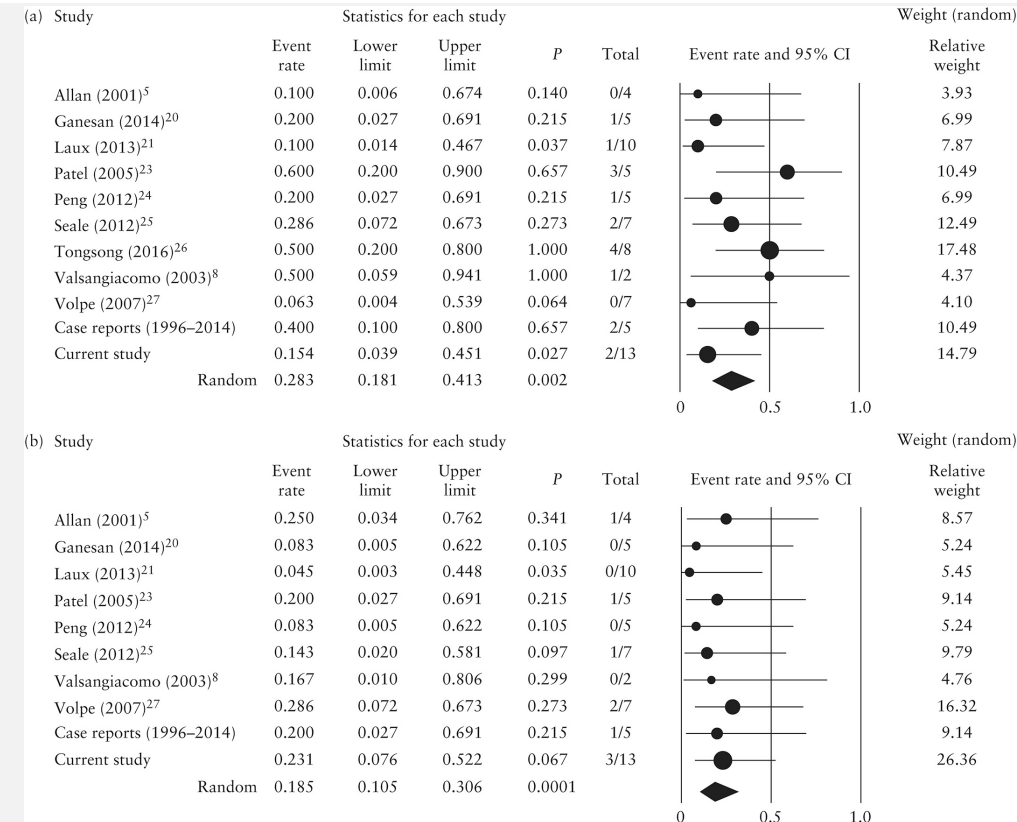 (a) Study Statistics for each study Weight (random)
Event rate Lower limit Upper limit P Total Event rate and 95% CI Relative weight
Allan (2001)5 0.100 0.006 0.674 0.140 0/4 3.93
Ganesan (2014)20 0.200 0.027 0.691 0.215 1/5 6.99
Laux (2013)21 0.100 0.014 0.467 0.037 1/10 7.87
Patel (2005)23 0.600 0.200 0.900 0.657 3/5 10.49
Peng (2012)24 0.200 0.027 0.691 0.215 1/5 6.99
Seale (2012)25 0.286 0.072 0.673 0.273 2/7 12.49
Tongsong (2016)26 0.500 0.200 0.800 1.000 4/8 17.48
Valsangiacomo (2003)8 0.500 0.059 0.941 1.000 1/2 4.37
Volpe (2007)27 0.063 0.004 0.539 0.064 0/7 4.10
Case reports (1996–2014) 0.400 0.100 0.800 0.657 2/5 10.49
Current study 0.154 0.039 0.451 0.027 2/13 14.79
Random 0.283 0.181 0.413 0.002
0 0.5 1.0
(b) Study Statistics for each study Weight (random)
Event rate Lower limit Upper limit P Total Event rate and 95% CI Relative weight
Allan (2001)5 0.250 0.034 0.762 0.341 1/4 8.57
Ganesan (2014)20 0.083 0.005 0.622 0.105 0/5 5.24
Laux (2013)21 0.045 0.003 0.448 0.035 0/10 5.45
Patel (2005)23 0.200 0.027 0.691 0.215 1/5 9.14
Peng (2012)24 0.083 0.005 0.622 0.105 0/5 5.24
Seale (2012)25 0.143 0.020 0.581 0.097 1/7 9.79
Valsangiacomo (2003)8 0.167 0.010 0.806 0.299 0/2 4.76
Volpe (2007)27 0.286 0.072 0.673 0.273 2/7 16.32
Case reports (1996–2014) 0.200 0.027 0.691 0.215 1/5 9.14
Current study 0.231 0.076 0.522 0.067 3/13 26.36
Random 0.185 0.105 0.306 0.0001
0 0.5 1.0